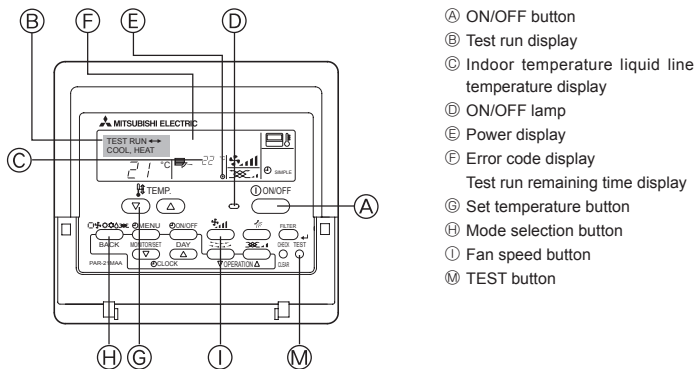 Ⓑ Ⓕ Ⓔ Ⓓ
MITSUBISHI ELECTRIC
TEST RUN
COOL, HEAT
Ⓒ
21 °C
22 °C
SIMPLE
TEMP.
ON/OFF
Ⓐ
MENU
ON/OFF
FILTER
BACK
MONITOR/SET
DAY
CHECK TEST
PAR-21MAA
CLOCK
OPERATION
CLEAR
Ⓗ Ⓖ Ⓘ Ⓜ
Ⓐ ON/OFF button
Ⓑ Test run display
Ⓒ Indoor temperature liquid line
temperature display
Ⓓ ON/OFF lamp
Ⓔ Power display
Ⓕ Error code display
Test run remaining time display
Ⓖ Set temperature button
Ⓗ Mode selection button
Ⓘ Fan speed button
Ⓜ TEST button